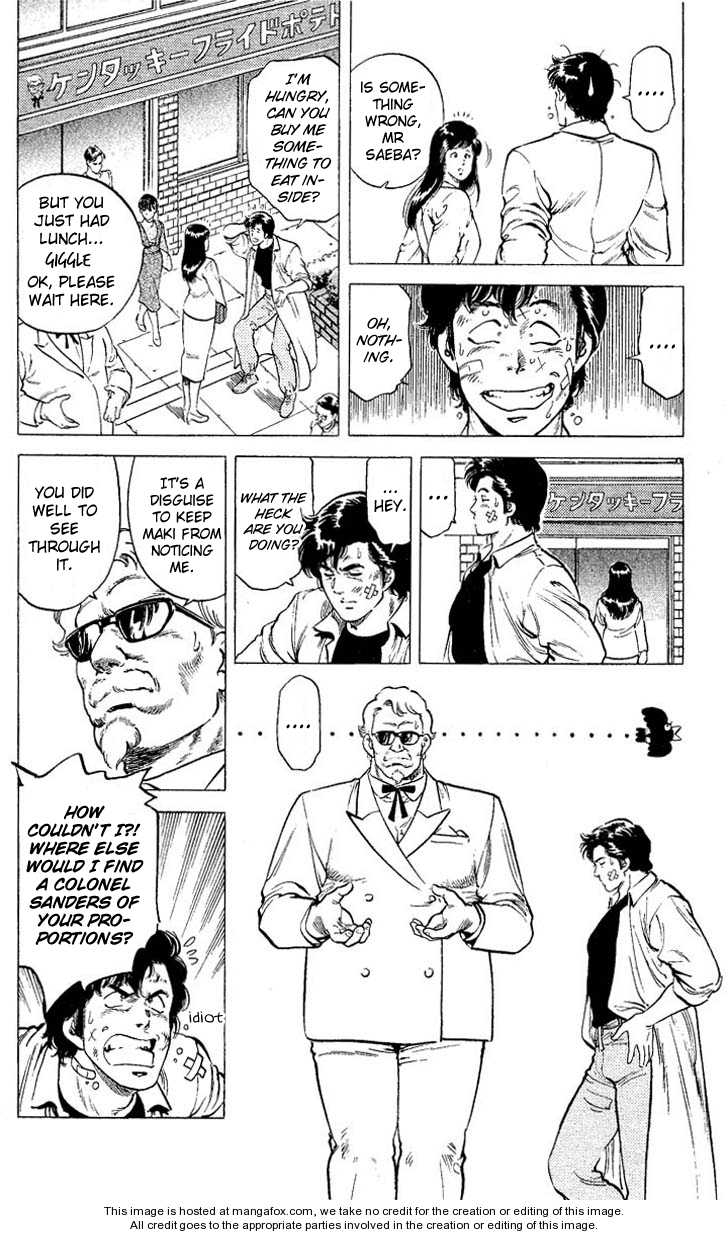 ....
IS SOME-
THING
WRONG,
MR
SAEBA?
....
OH,
NOTH-
ING.
ケンタッキーフライドポテト
I'M
HUNGRY,
CAN YOU
BUY ME
SOME-
THING TO
EAT IN-
SIDE?
BUT YOU
JUST HAD
LUNCH...
GIGGLE
OK, PLEASE
WAIT HERE.
ケンタッキーフライ
...
...
HEY.
WHAT THE
HECK
ARE YOU
DOING?
IT'S A
DISGUISE
TO KEEP
MAKI FROM
NOTICING
ME.
YOU DID
WELL TO
SEE
THROUGH
IT.
....
HOW
COULDN'T I?!
WHERE ELSE
WOULD I FIND
A COLONEL
SANDERS OF
YOUR PRO-
PORTIONS?
idiot
This image is hosted at mangafox.com, we take no credit for the creation or editing of this image.
All credit goes to the appropriate parties involved in the creation or editing of this image.